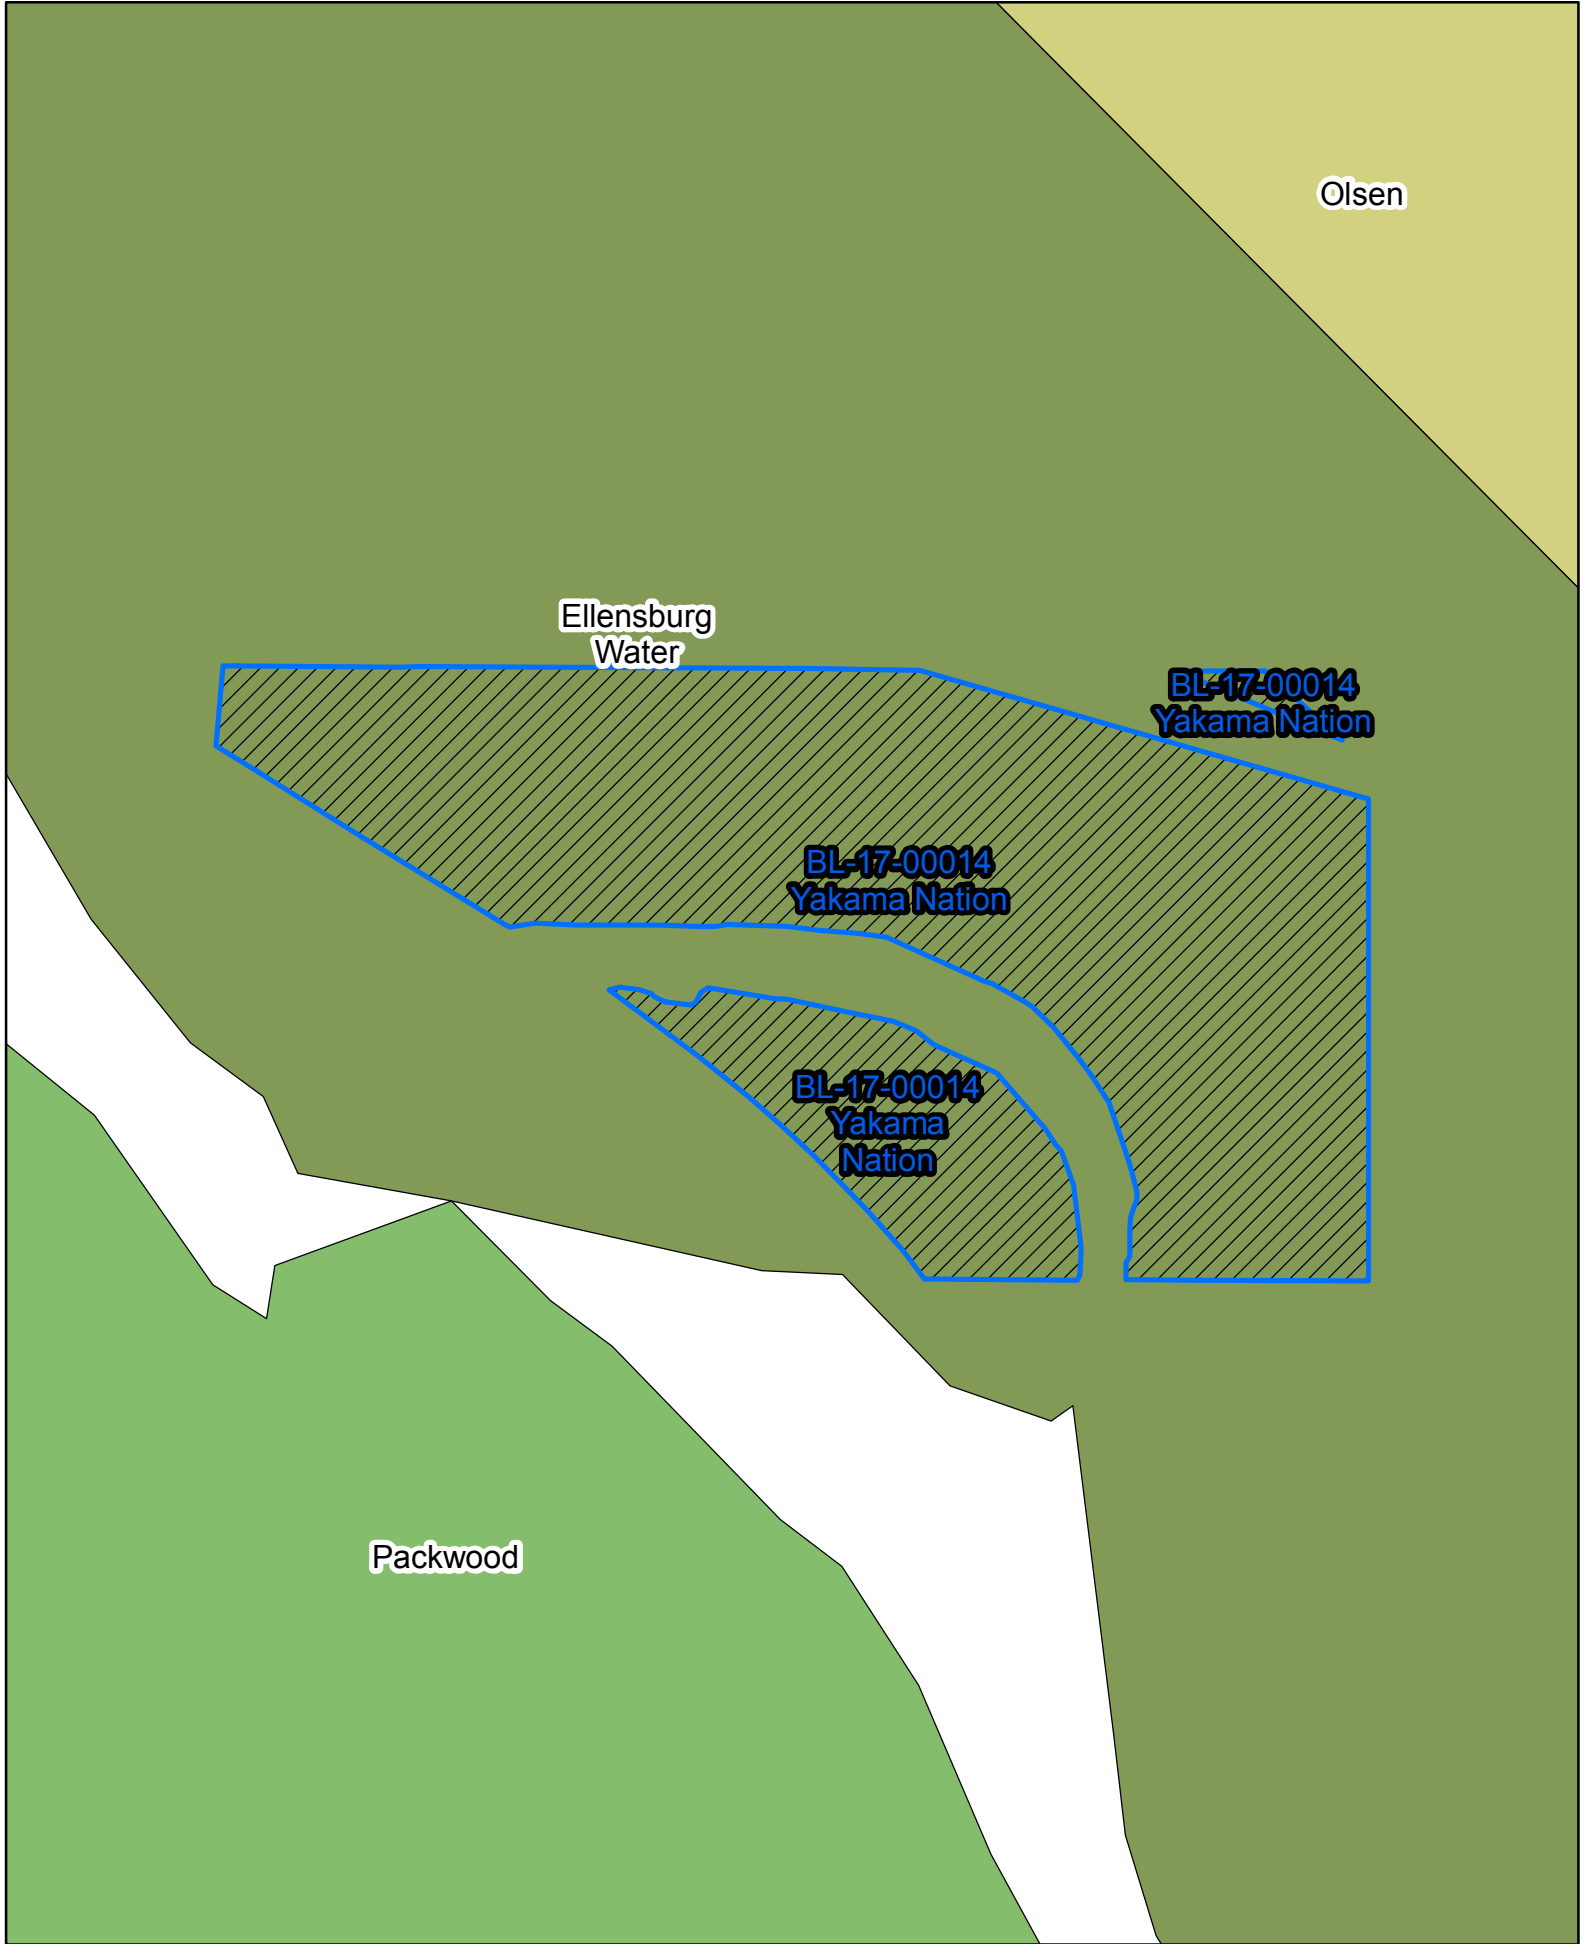 Olsen
Ellensburg
Water
BL-17-00014
Yakama Nation
BL-17-00014
Yakama Nation
BL-17-00014
Yakama
Nation
Packwood